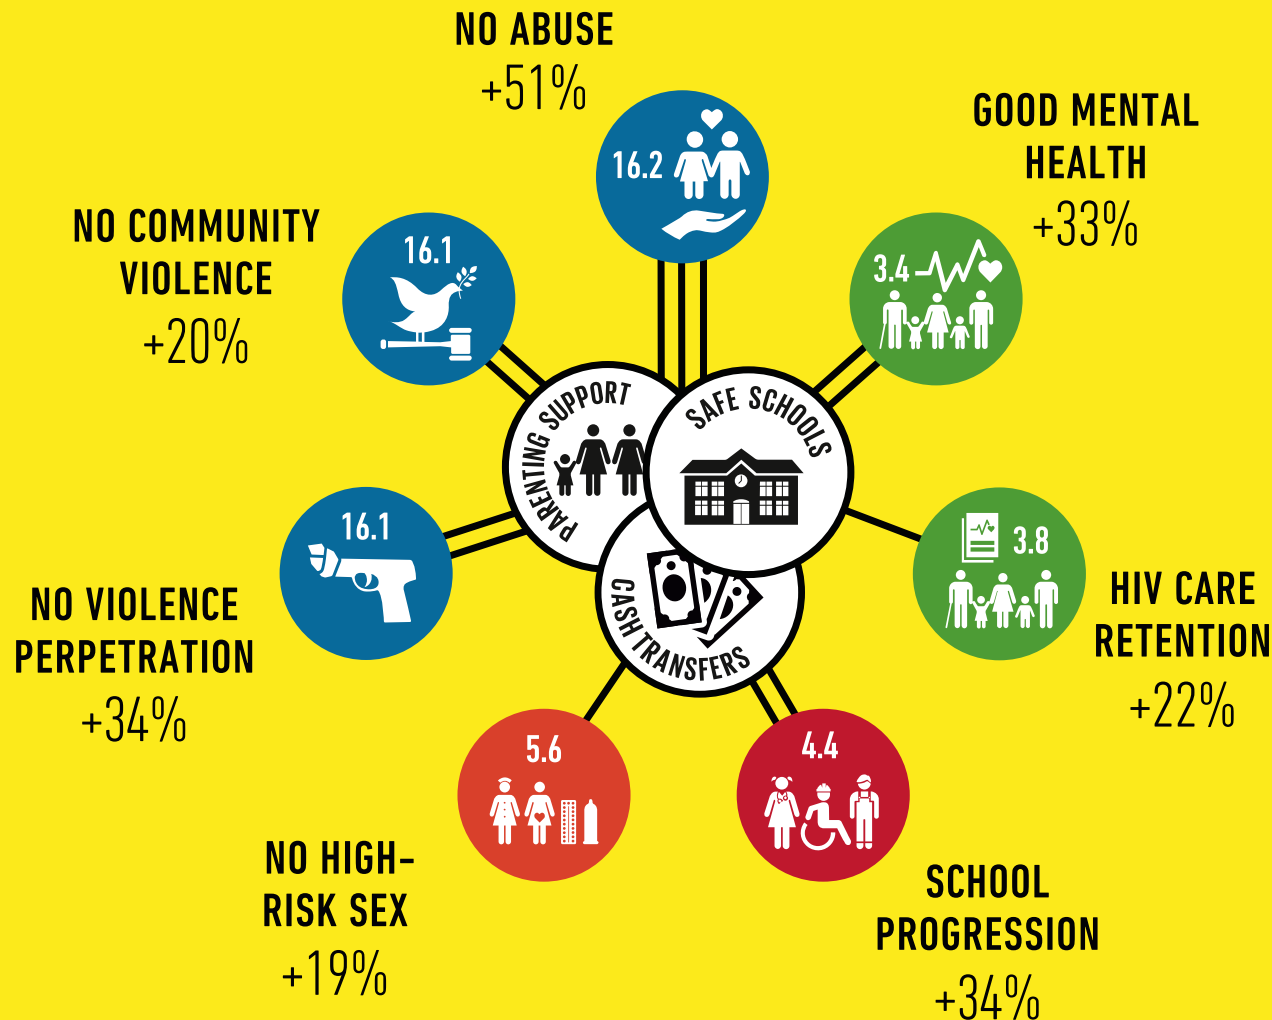 NO ABUSE
+51%
16.2
GOOD MENTAL
HEALTH
+33%
3.4
NO COMMUNITY
VIOLENCE
+20%
16.1
PARENTING SUPPORT
SAFE SCHOOLS
CASH TRANSFERS
16.1
NO VIOLENCE
PERPETRATION
+34%
3.8
HIV CARE
RETENTION
+22%
5.6
NO HIGH-
RISK SEX
+19%
4.4
SCHOOL
PROGRESSION
+34%